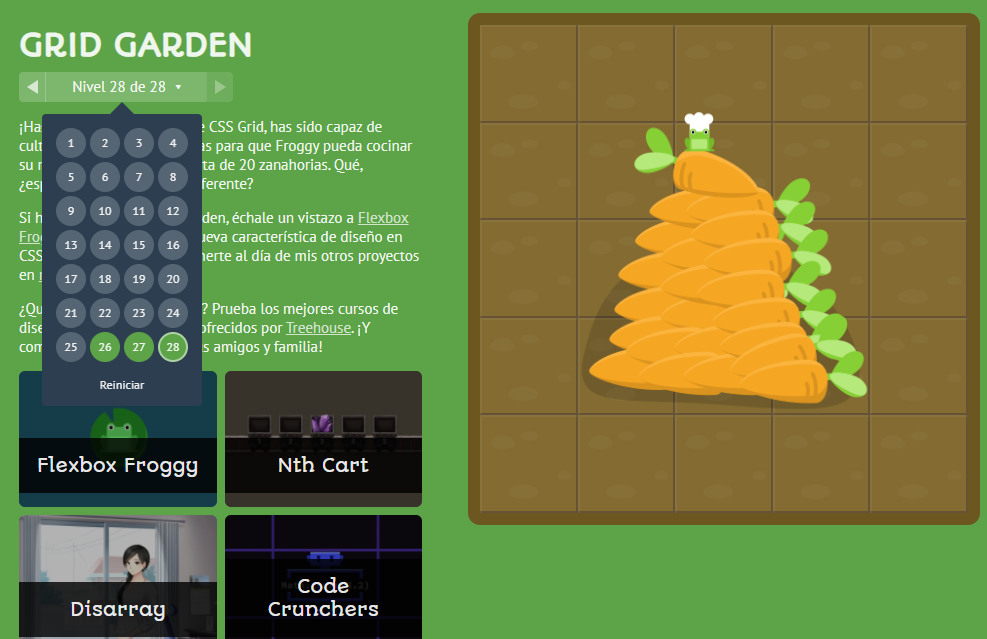 GRID GARDEN
Nivel 28 de 28
¡Ha CSS Grid, has sido capaz de
cult as para que Froggy pueda cocinar
su rta de 20 zanahorias. Qué,
¿esp ferente?
Si h den, échale un vistazo a Flexbox
Fro ueva característica de diseño en
CSS nerte al día de mis otros proyectos
en
¿Qu ? Prueba los mejores cursos de
dise ofrecidos por Treehouse. ¡Y
com s amigos y familia!
1 2 3 4
5 6 7 8
9 10 11 12
13 14 15 16
17 18 19 20
21 22 23 24
25 26 27 28
Reiniciar
Flexbox Froggy
Nth Cart
Disarray
Code
Crunchers